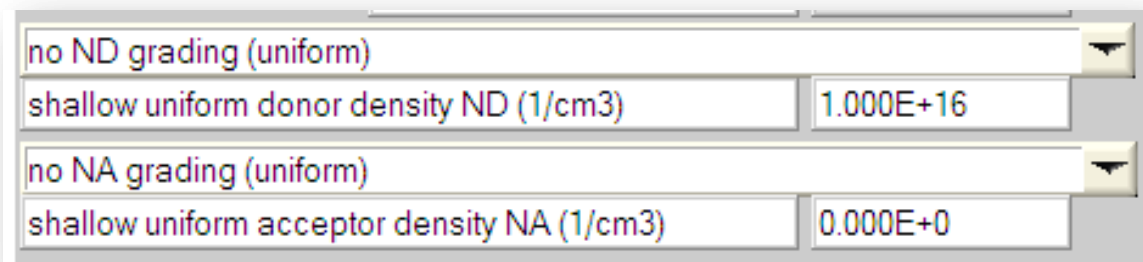 no ND grading (uniform)
shallow uniform donor density ND (1/cm3) 1.000E+16
no NA grading (uniform)
shallow uniform acceptor density NA (1/cm3) 0.000E+0